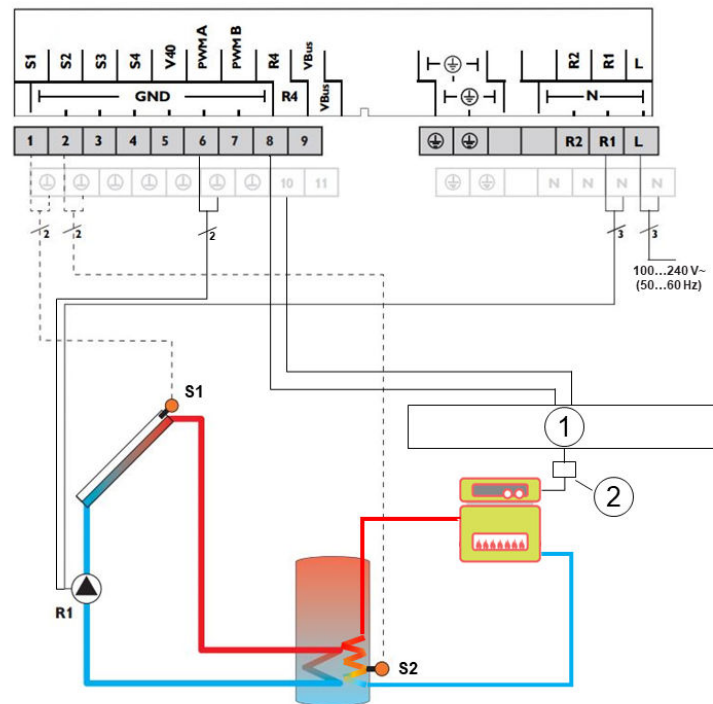 S1 S2 S3 S4 V40 PWM A PWM B R4 VBus R2 R1 L
GND R4 VBus N
1 2 3 4 5 6 7 8 9 R2 R1 L
10 11 N N N N
2 2 2 3 3
100...240 V~
(50...60 Hz)
S1
1
2
R1
S2